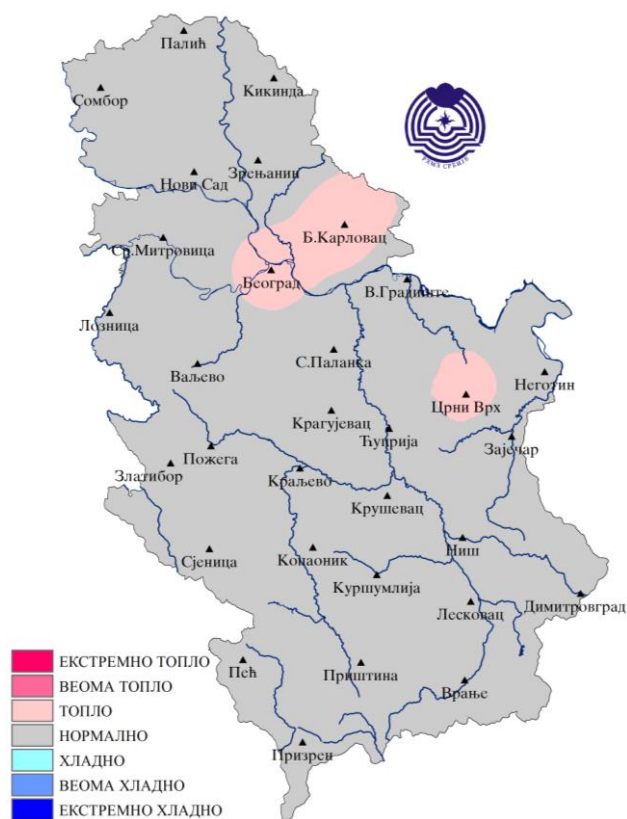 Палић
Кикинда
Сомбор
Зрењанин
Нови Сад
Б.Карловац
Ср.Митровица
Београд
В.Градиште
Лозница
С.Паланка
Ваљево
Неготин
Црни Врх
Крагујевац
Ћуприја
Зајечар
Пожега
Златибор
Краљево
Крушевац
Ниш
Сјеница
Копаоник
Куршумлија
Димитровград
Лесковац
Пећ
Приштина
Врање
Призрен
РХМЗ СРБИЈЕ
ЕКСТРЕМНО ТОПЛО
ВЕОМА ТОПЛО
ТОПЛО
НОРМАЛНО
ХЛАДНО
ВЕОМА ХЛАДНО
ЕКСТРЕМНО ХЛАДНО